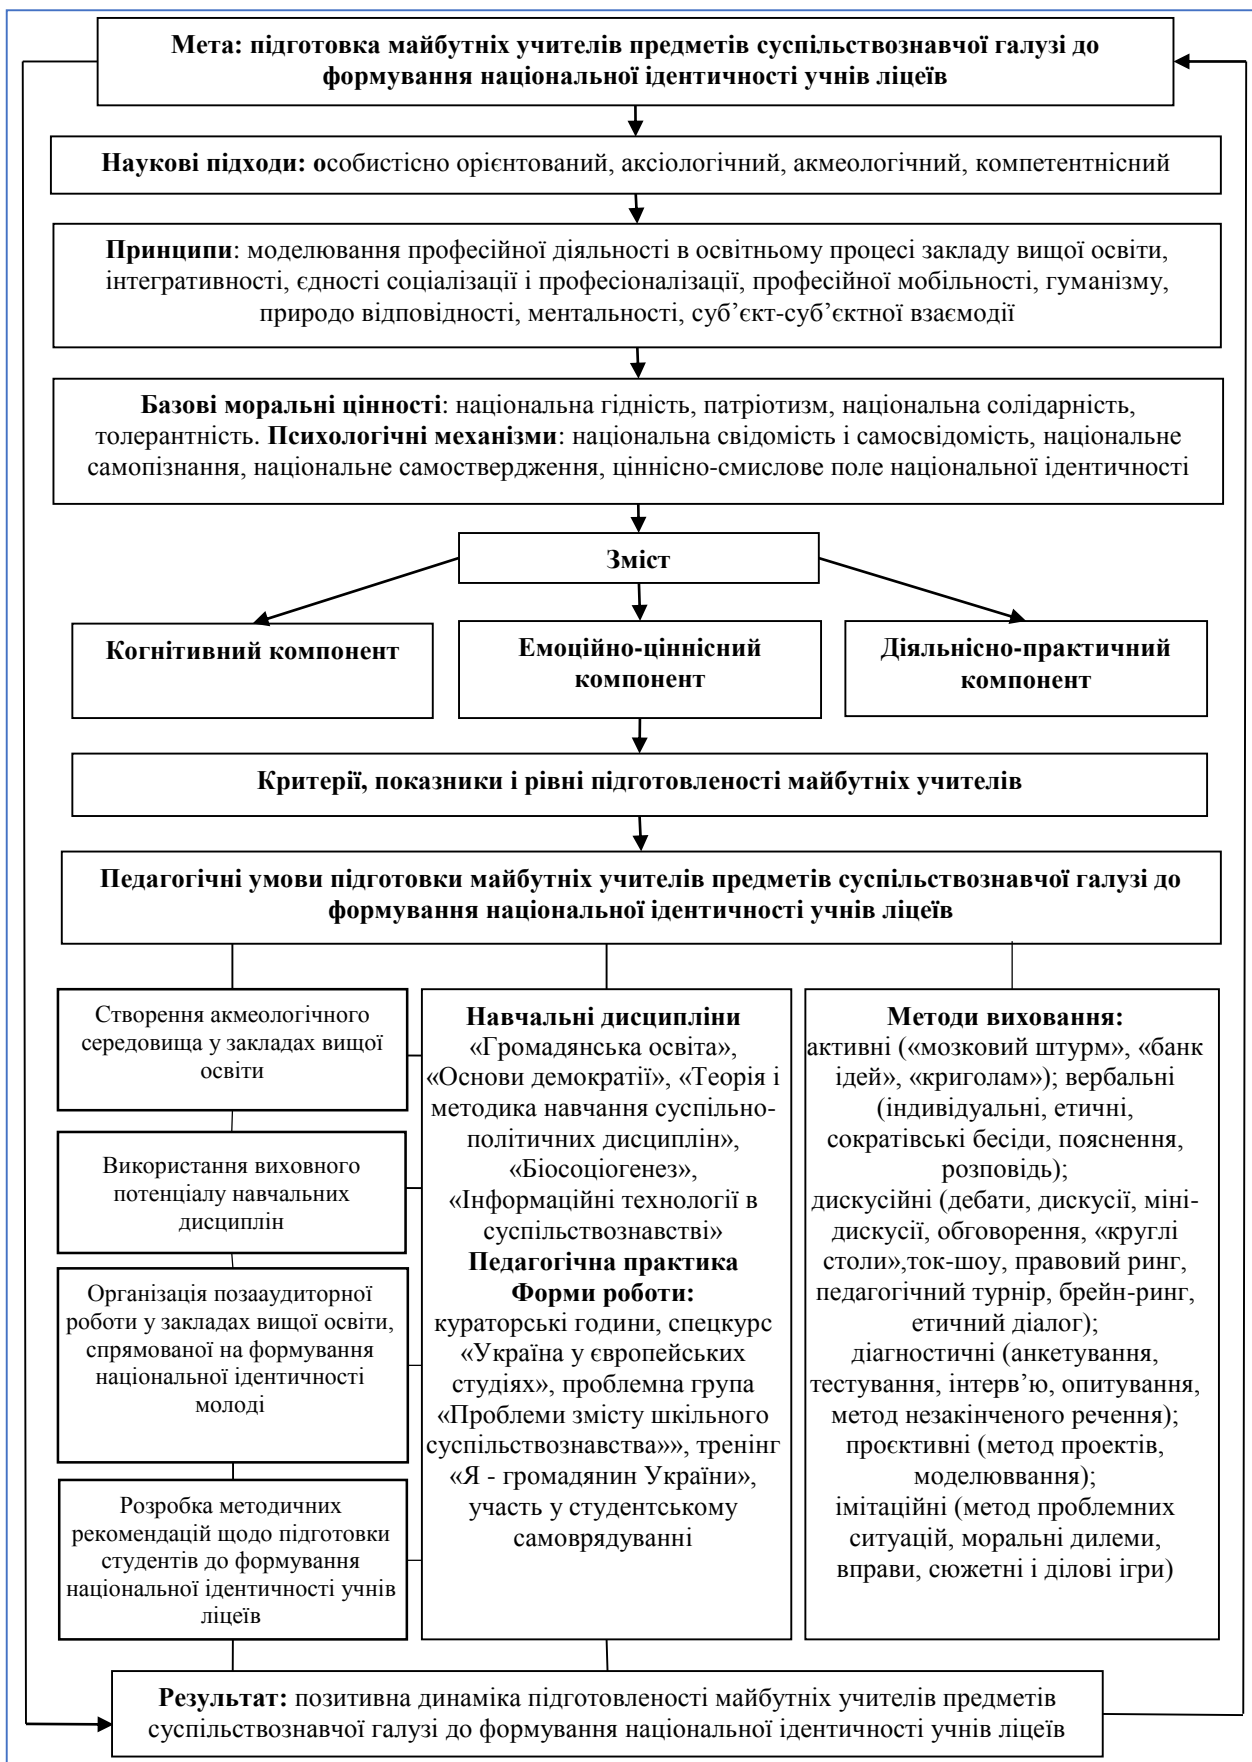 Мета: підготовка майбутніх учителів предметів суспільствознавчої галузі до
формування національної ідентичності учнів ліцеїв
Наукові підходи: особистісно орієнтований, аксіологічний, акмеологічний, компетентнісний
Принципи: моделювання професійної діяльності в освітньому процесі закладу вищої освіти,
інтегративності, єдності соціалізації і професіоналізації, професійної мобільності, гуманізму,
природо відповідності, ментальності, суб’єкт-суб’єктної взаємодії
Базові моральні цінності: національна гідність, патріотизм, національна солідарність,
толерантність. Психологічні механізми: національна свідомість і самосвідомість, національне
самопізнання, національне самоствердження, ціннісно-смислове поле національної ідентичності
Зміст
Когнітивний компонент
Емоційно-ціннісний
компонент
Діяльнісно-практичний
компонент
Критерії, показники і рівні підготовленості майбутніх учителів
Педагогічні умови підготовки майбутніх учителів предметів суспільствознавчої галузі до
формування національної ідентичності учнів ліцеїв
Створення акмеологічного
середовища у закладах вищої
освіти
Використання виховного
потенціалу навчальних
дисциплін
Організація позааудиторної
роботи у закладах вищої освіти,
спрямованої на формування
національної ідентичності
молоді
Розробка методичних
рекомендацій щодо підготовки
студентів до формування
національної ідентичності учнів
ліцеїв
Навчальні дисципліни
«Громадянська освіта»,
«Основи демократії», «Теорія і
методика навчання суспільно-
політичних дисциплін»,
«Біосоціогенез»,
«Інформаційні технології в
суспільствознавстві»
Педагогічна практика
Форми роботи:
кураторські години, спецкурс
«Україна у європейських
студіях», проблемна група
«Проблеми змісту шкільного
суспільствознавства»», тренінг
«Я - громадянин України»,
участь у студентському
самоврядуванні
Методи виховання:
активні («мозковий штурм», «банк
ідей», «криголам»); вербальні
(індивідуальні, етичні,
сократівські бесіди, пояснення,
розповідь);
дискусійні (дебати, дискусії, міні-
дискусії, обговорення, «круглі
столи»,ток-шоу, правовий ринг,
педагогічний турнір, брейн-ринг,
етичний діалог);
діагностичні (анкетування,
тестування, інтерв’ю, опитування,
метод незакінченого речення);
проєктивні (метод проектів,
моделюввання);
імітаційні (метод проблемних
ситуацій, моральні дилеми,
вправи, сюжетні і ділові ігри)
Результат: позитивна динаміка підготовленості майбутніх учителів предметів
суспільствознавчої галузі до формування національної ідентичності учнів ліцеїв